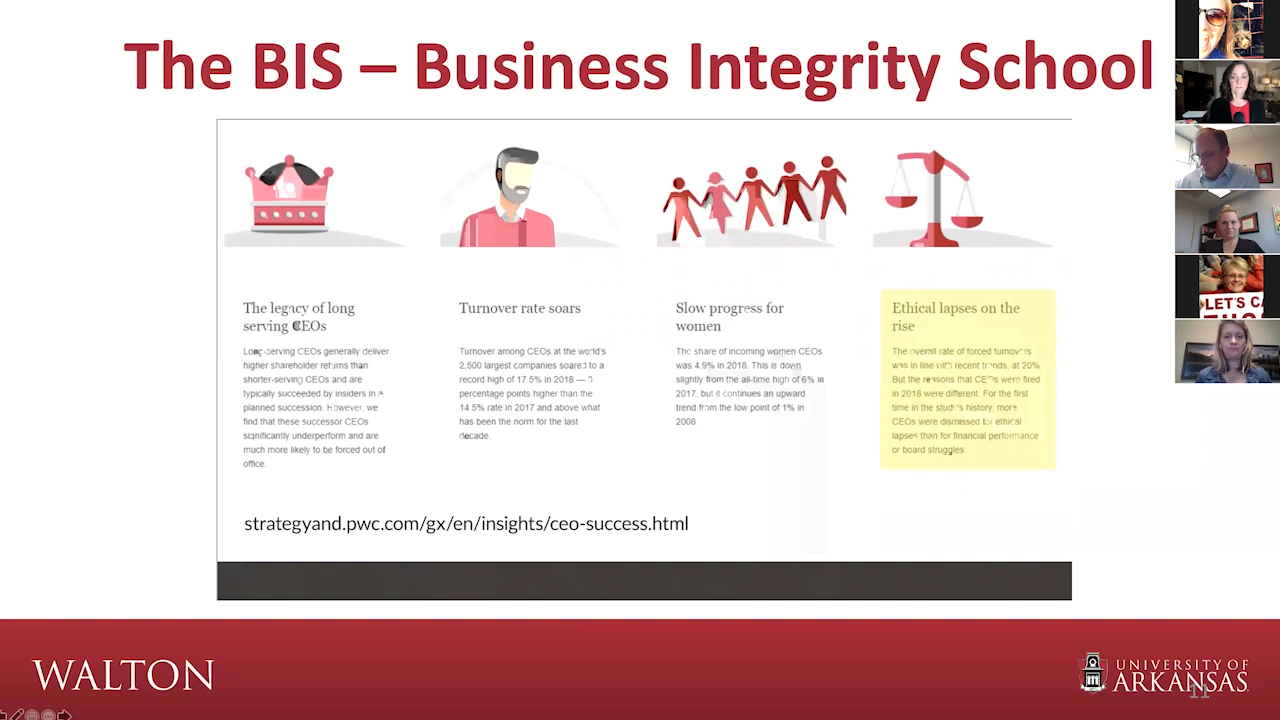 The BIS – Business Integrity School
The legacy of long
serving CEOs
Long-serving CEOs generally deliver
higher shareholder returns than
shorter-serving CEOs and are
typically succeeded by insiders in a
planned succession. However, we
find that these successor CEOs
significantly underperform and are
much more likely to be forced out of
office.
Turnover rate soars
Turnover among CEOs at the world's
2,500 largest companies soared to a
record high of 17.5% in 2018 — 3
percentage points higher than the
14.5% rate in 2017 and above what
has been the norm for the last
decade.
Slow progress for
women
The share of incoming women CEOs
was 4.9% in 2018. This is down
slightly from the all-time high of 6% in
2017, but it continues an upward
trend from the low point of 1% in
2008.
Ethical lapses on the
rise
The overall rate of forced turnovers
was in line with recent trends, at 20%.
But the reasons that CEOs were fired
in 2018 were different. For the first
time in the study's history, more
CEOs were dismissed for ethical
lapses than for financial performance
or board struggles.
strategyand.pwc.com/gx/en/insights/ceo-success.html
LET'S CA
WALTON
UNIVERSITY OF
ARKANSAS
11